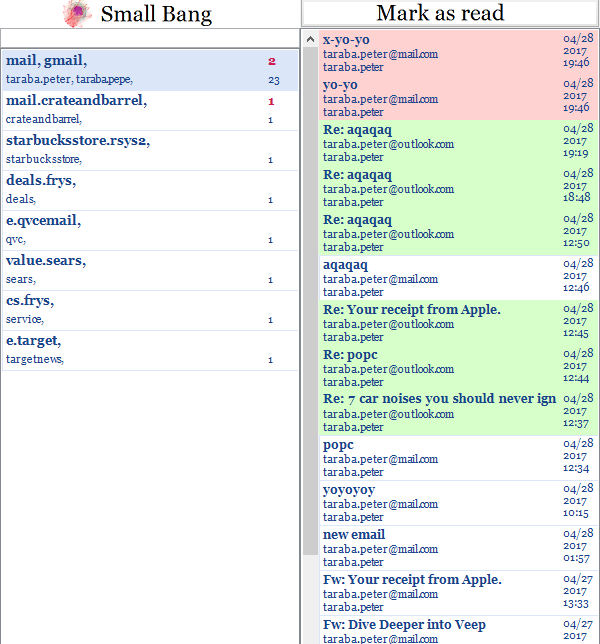 Small Bang
mail, gmail,
2
taraba.peter, taraba.pepe,
23
mail.crateandbarrel,
1
crateandbarrel,
1
starbucksstore.rsys2,
starbucksstore,
1
deals.frys,
deals,
1
e.qvcemail,
qvc,
1
value.sears,
sears,
1
cs.frys,
service,
1
e.target,
targetnews,
1
Mark as read
x-yo-yo
04/28
taraba.peter@mail.com
2017
taraba.peter
19:46
yo-yo
04/28
taraba.peter@mail.com
2017
taraba.peter
19:46
Re: aqaqaq
04/28
taraba.peter@outlook.com
2017
taraba.peter
19:19
Re: aqaqaq
04/28
taraba.peter@outlook.com
2017
taraba.peter
18:48
Re: aqaqaq
04/28
taraba.peter@outlook.com
2017
taraba.peter
12:50
aqaqaq
04/28
taraba.peter@mail.com
2017
taraba.peter
12:46
Re: Your receipt from Apple.
04/28
taraba.peter@outlook.com
2017
taraba.peter
12:45
Re: popc
04/28
taraba.peter@outlook.com
2017
taraba.peter
12:44
Re: 7 car noises you should never ign
04/28
taraba.peter@outlook.com
2017
taraba.peter
12:37
popc
04/28
taraba.peter@mail.com
2017
taraba.peter
12:34
yoyoyoy
04/28
taraba.peter@outlook.com
2017
taraba.peter
10:15
new email
04/28
taraba.peter@mail.com
2017
taraba.peter
01:57
Fw: Your receipt from Apple.
04/27
taraba.peter@mail.com
2017
taraba.peter
13:33
Fw: Dive Deeper into Veep
04/27
taraba.peter@mail.com
2017